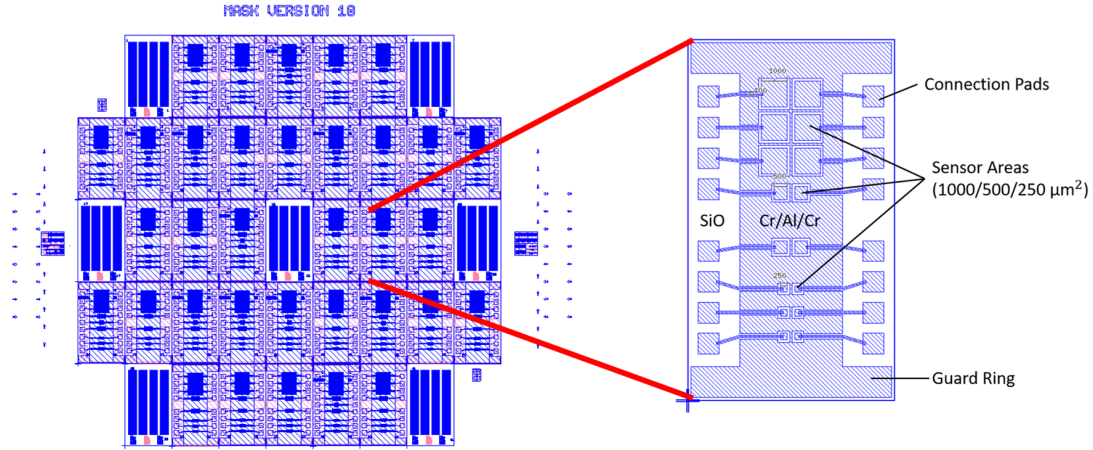 MASK VERSION 10
1000
Connection Pads
Sensor Areas
(1000/500/250 µm²)
500
SiO
Cr/Al/Cr
250
Guard Ring